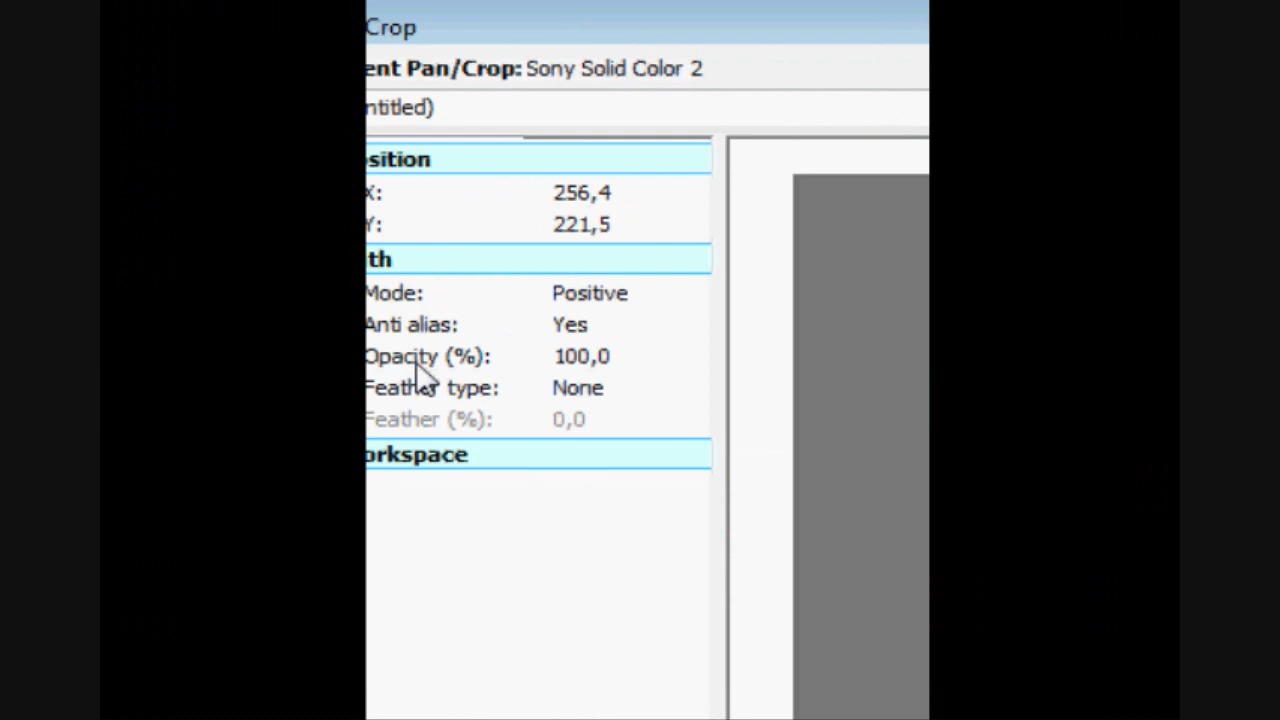 Crop
ent Pan/Crop: Sony Solid Color 2
ntitled)
sition
X: 256,4
Y: 221,5
th
Mode: Positive
Anti alias: Yes
Opacity (%): 100,0
Feather type: None
Feather (%): 0,0
orkspace